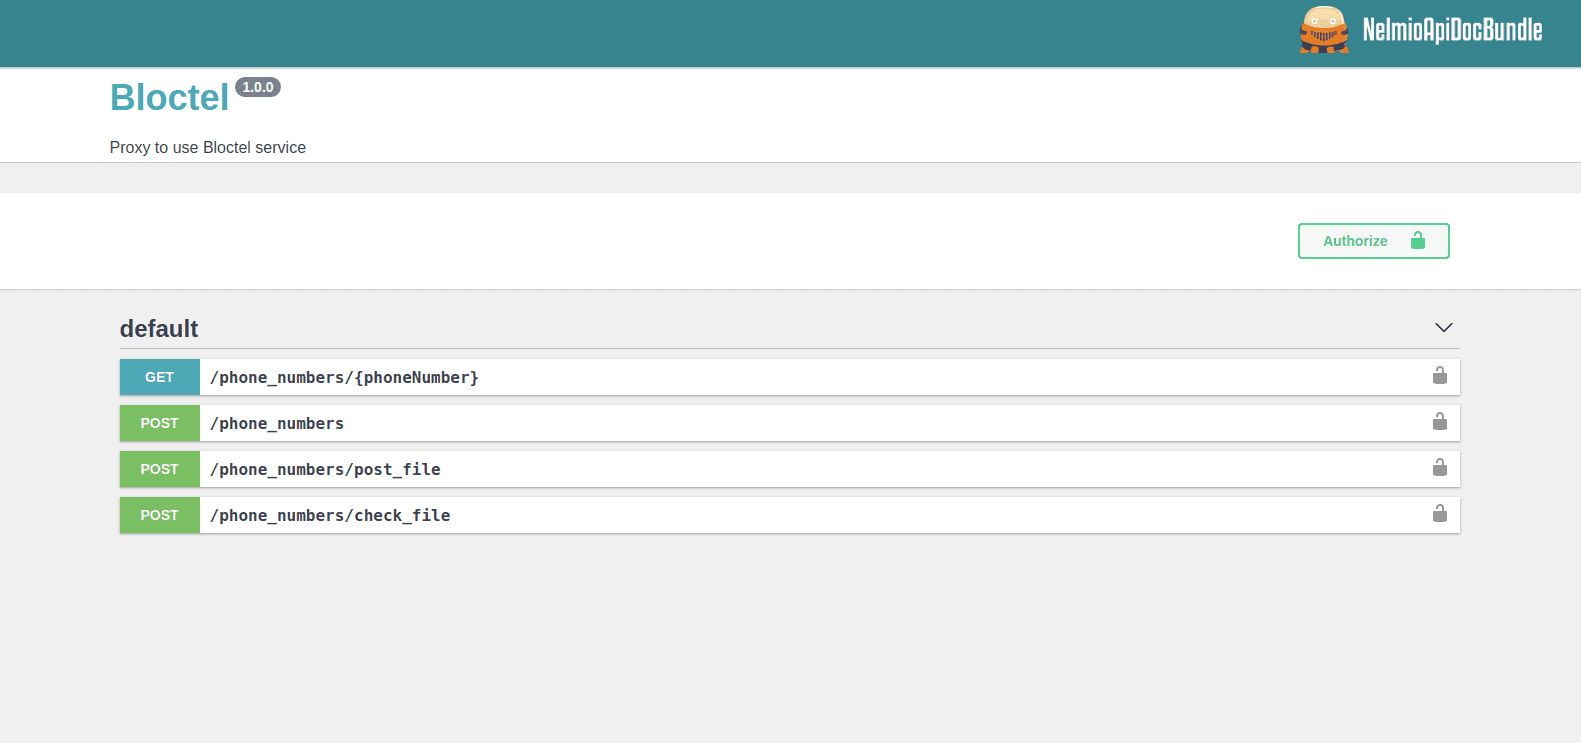 NelmioApiDocBundle
Bloctel 1.0.0
Proxy to use Bloctel service
Authorize
default
GET /phone_numbers/{phoneNumber}
POST /phone_numbers
POST /phone_numbers/post_file
POST /phone_numbers/check_file